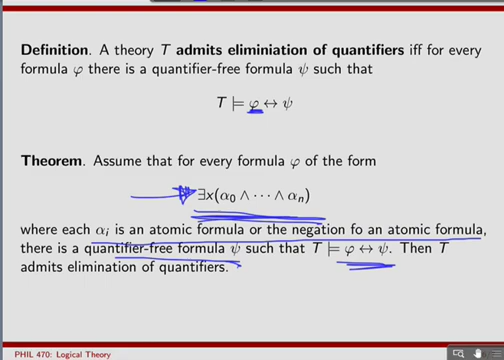 Definition. A theory T admits eliminiation of quantifiers iff for every
formula φ there is a quantifier-free formula ψ such that
T ⊨ φ ↔ ψ
Theorem. Assume that for every formula φ of the form
∃x(α₀ ∧ ⋯ ∧ αₙ)
where each αᵢ is an atomic formula or the negation fo an atomic formula,
there is a quantifier-free formula ψ such that T ⊨ φ ↔ ψ. Then T
admits elimination of quantifiers.
PHIL 470: Logical Theory